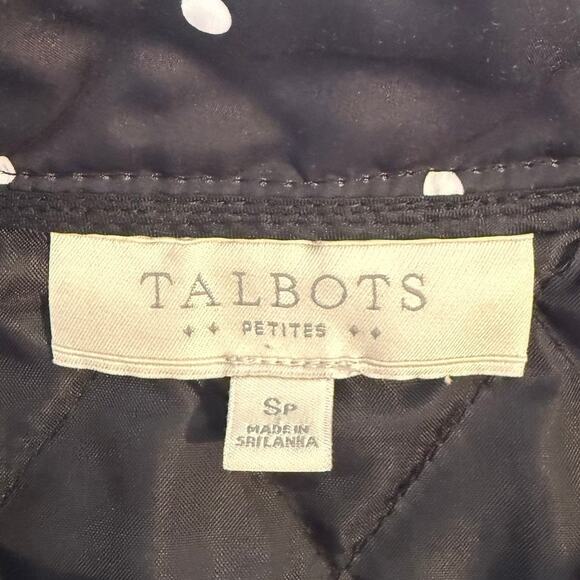 TALBOTS
PETITES
SP
MADE IN
SRI LANKA